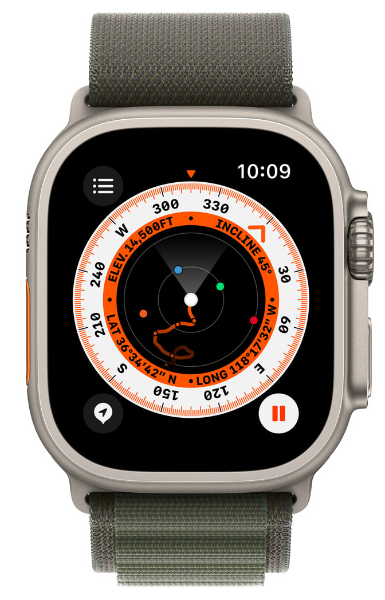 10:09
300
330
30
60
E
120
150
S
210
240
W
ELEV. 14,500FT
INCLINE 45°
LAT 36°34'42" N
LONG 118°17'32" W